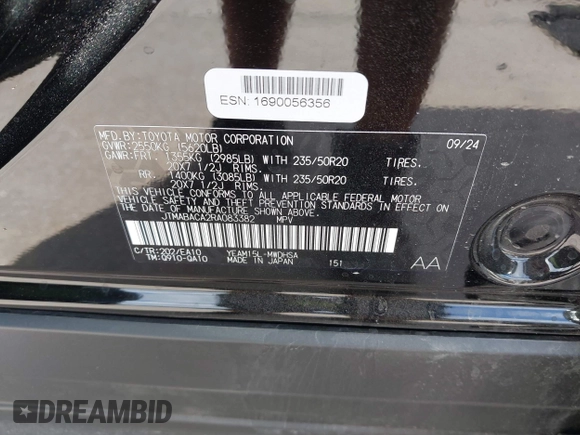 ESN: 1690056356
MFD. BY: TOYOTA MOTOR CORPORATION 09/24
GVWR: 2550KG (5620LB)
GAWR: FRT. 1355KG (2985LB) WITH 235/50R20 TIRES.
20X7 1/2J RIMS.
RR. 1400KG (3085LB) WITH 235/50R20 TIRES.
20X7 1/2J RIMS.
THIS VEHICLE CONFORMS TO ALL APPLICABLE FEDERAL MOTOR
VEHICLE SAFETY AND THEFT PREVENTION STANDARDS IN EFFECT ON
THE DATE OF MANUFACTURE SHOWN ABOVE.
JTMABACA2RA083382 MPV
C/TR: 202/EA10 YEAM15L-MWDHSA
TM: Q910-QA10 MADE IN JAPAN 151 AA
DREAMBID